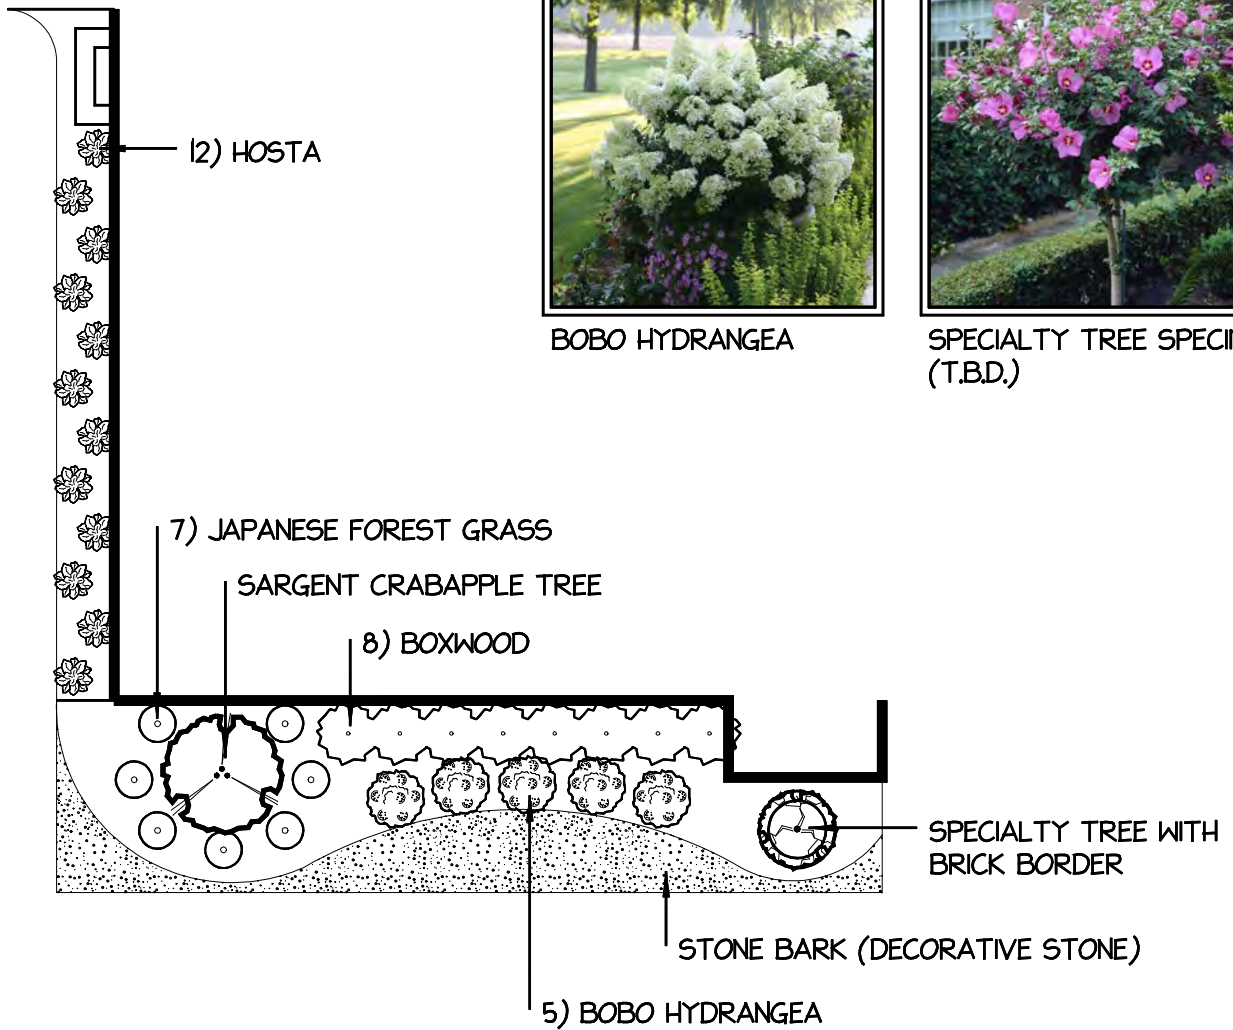 12) HOSTA
BOBO HYDRANGEA
SPECIALTY TREE
(T.B.D.)
7) JAPANESE FOREST GRASS
SARGENT CRABAPPLE TREE
8) BOXWOOD
SPECIALTY TREE WITH
BRICK BORDER
STONE BARK (DECORATIVE STONE)
5) BOBO HYDRANGEA